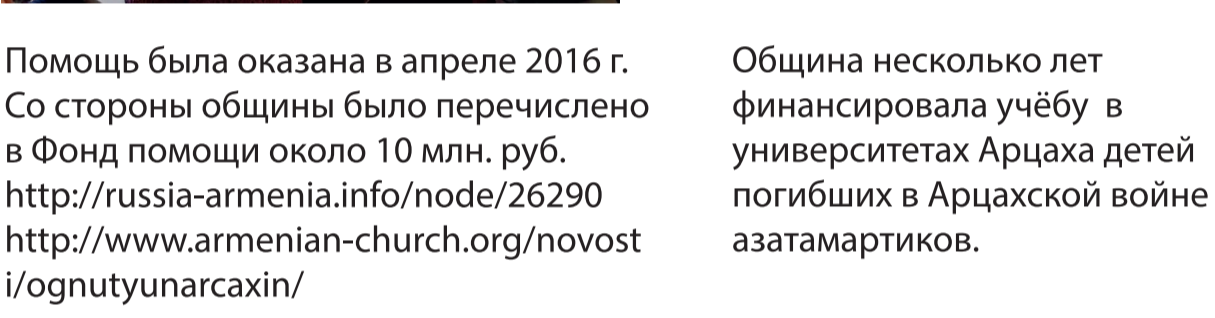 Помощь была оказана в апреле 2016 г.
Со стороны общины было перечислено
в Фонд помощи около 10 млн. руб.
http://russia-armenia.info/node/26290
http://www.armenian-church.org/novost
i/ognutyunarcaxin/
Община несколько лет
финансировала учёбу  в
университетах Арцаха детей
погибших в Арцахской войне
азатамартиков.